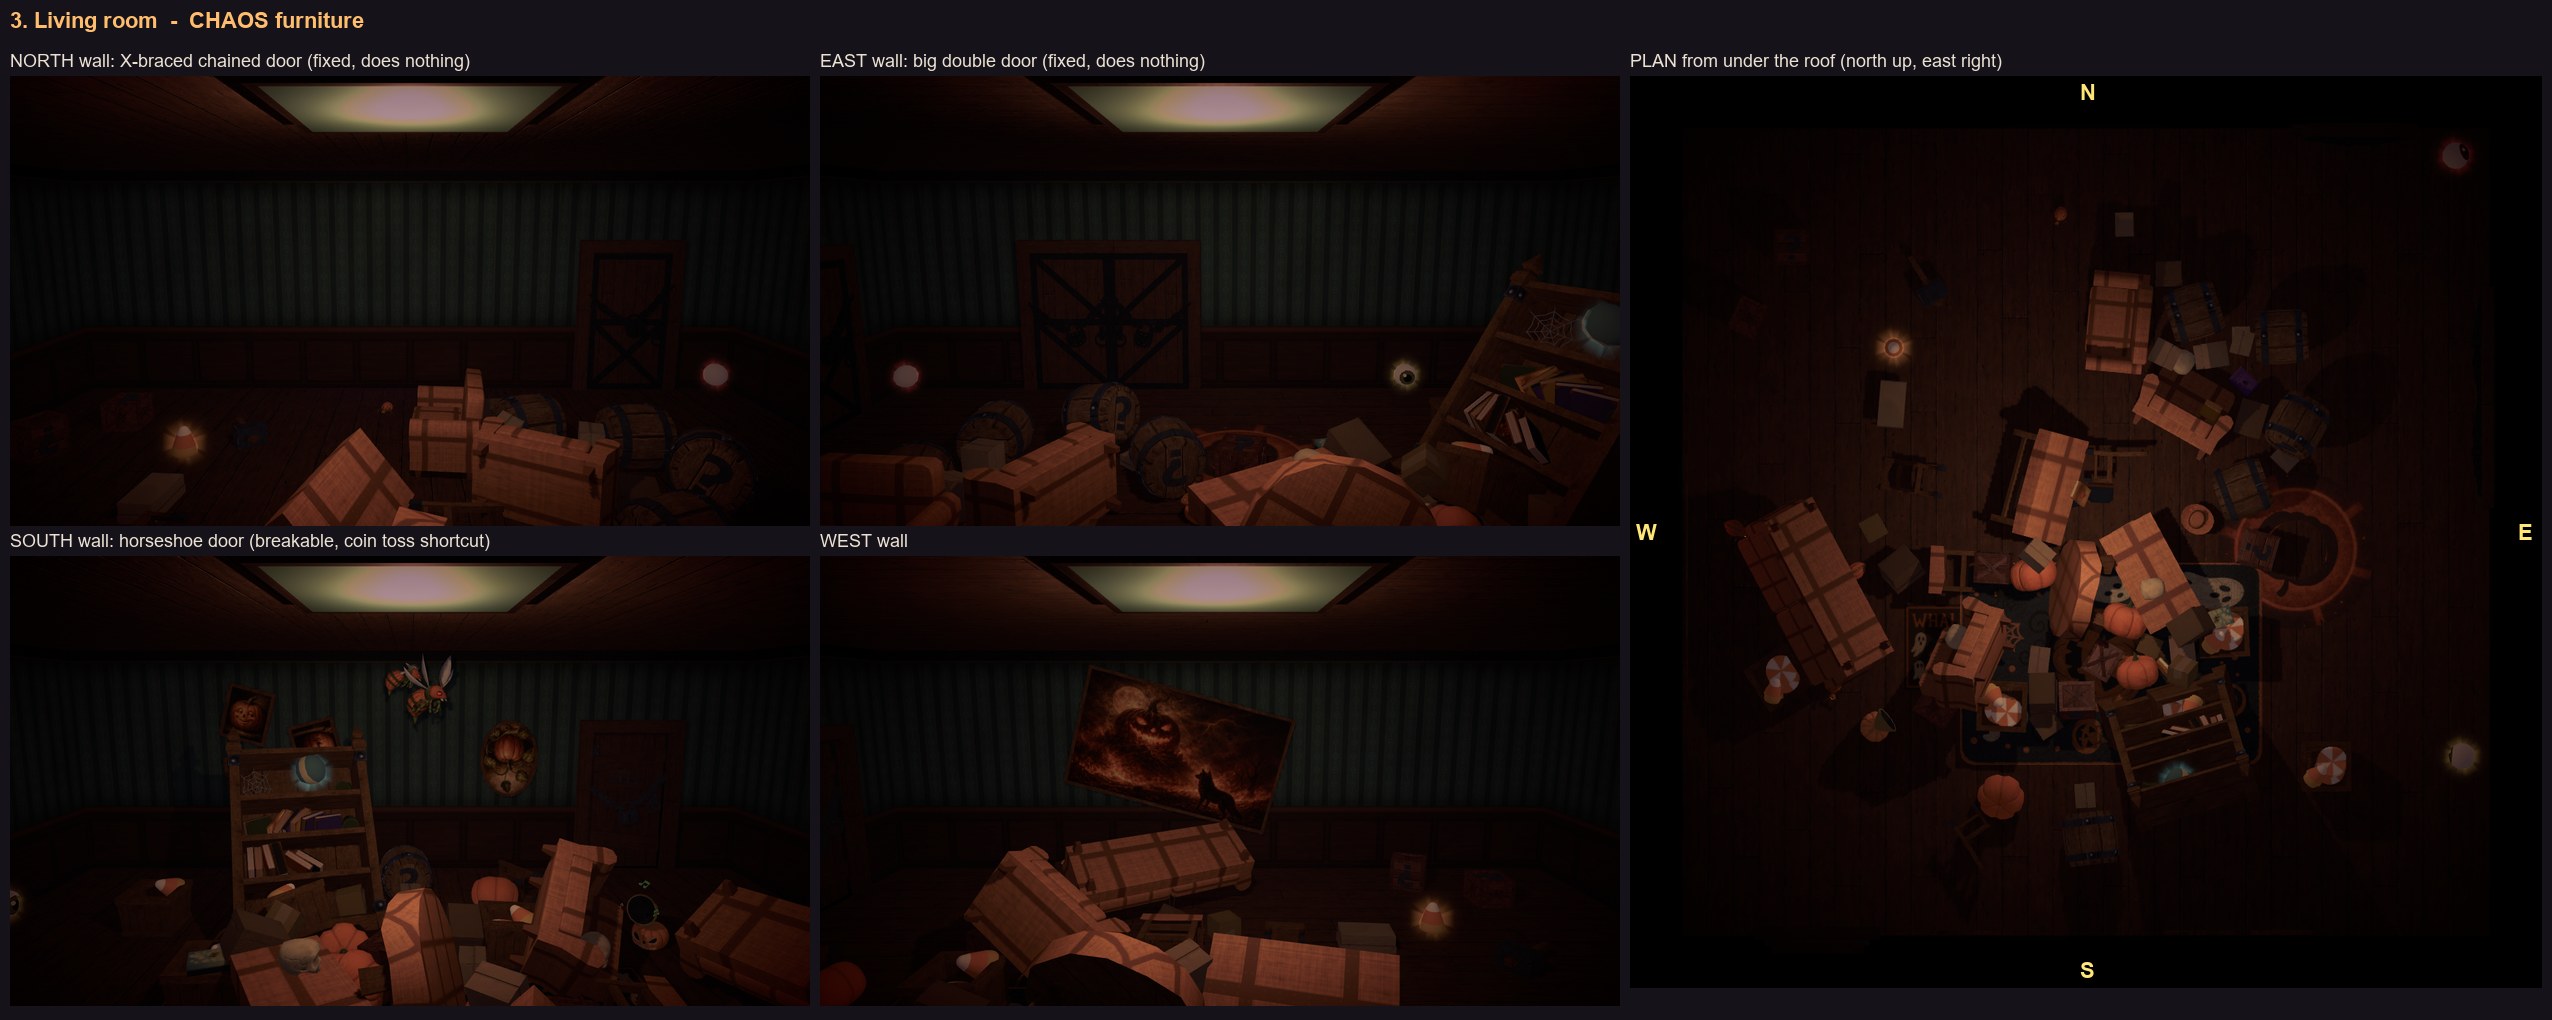 3. Living room - CHAOS furniture
NORTH wall: X-braced chained door (fixed, does nothing)
EAST wall: big double door (fixed, does nothing)
PLAN from under the roof (north up, east right)
N
?
?
?
?
W
E
SOUTH wall: horseshoe door (breakable, coin toss shortcut)
WEST wall
?
S